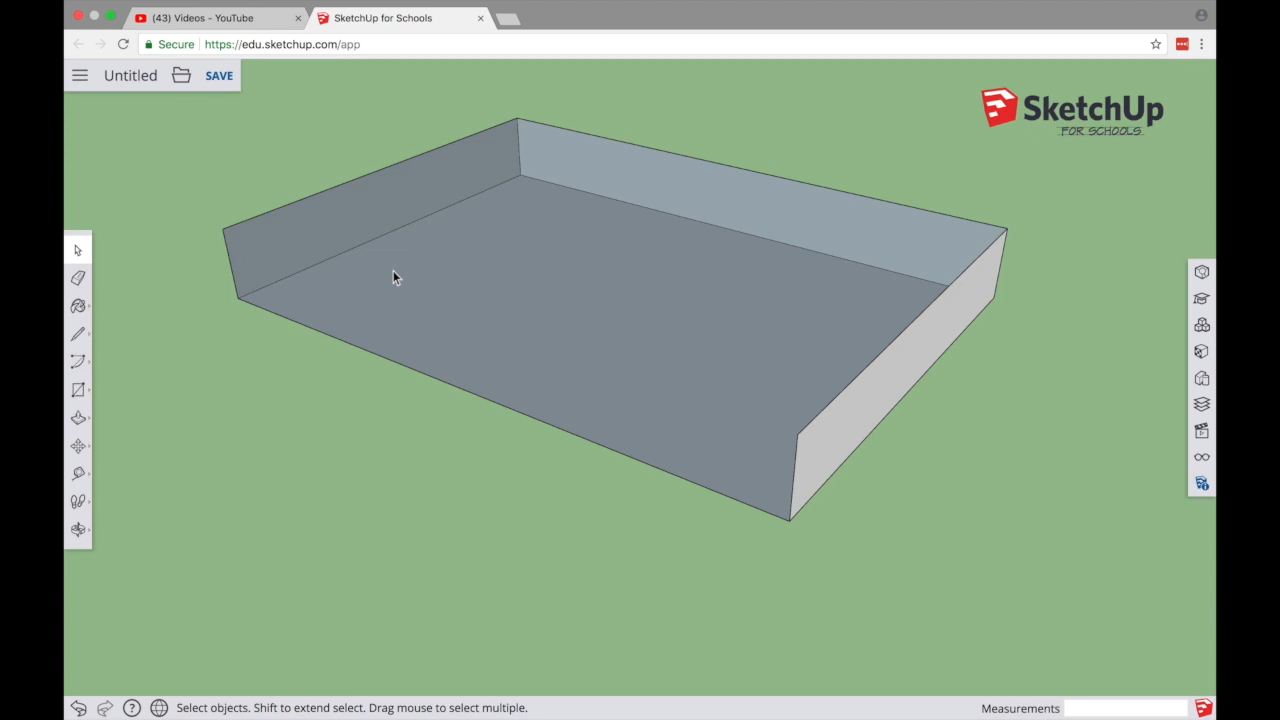 (43) Videos - YouTube
SketchUp for Schools
Secure
https://edu.sketchup.com/app
Untitled
SAVE
SketchUp
FOR SCHOOLS
Select objects. Shift to extend select. Drag mouse to select multiple.
Measurements